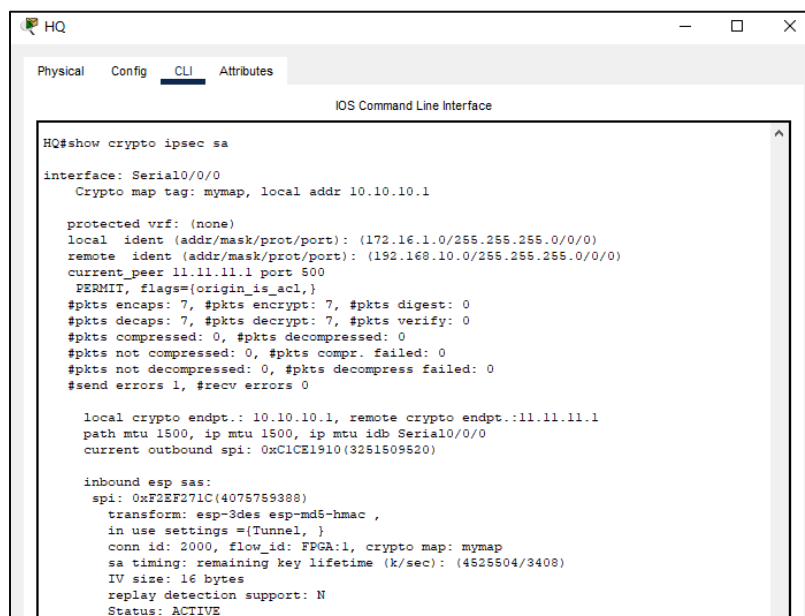 HQ
Physical Config CLI Attributes
IOS Command Line Interface
HQ#show crypto ipsec sa
interface: Serial0/0/0
Crypto map tag: mymap, local addr 10.10.10.1
protected vrf: (none)
local ident (addr/mask/prot/port): (172.16.1.0/255.255.255.0/0/0)
remote ident (addr/mask/prot/port): (192.168.10.0/255.255.255.0/0/0)
current_peer 11.11.11.1 port 500
PERMIT, flags={origin_is_acl,}
#pkts encaps: 7, #pkts encrypt: 7, #pkts digest: 0
#pkts decaps: 7, #pkts decrypt: 7, #pkts verify: 0
#pkts compressed: 0, #pkts decompressed: 0
#pkts not compressed: 0, #pkts compr. failed: 0
#pkts not decompressed: 0, #pkts decompress failed: 0
#send errors 1, #recv errors 0
local crypto endpt.: 10.10.10.1, remote crypto endpt.:11.11.11.1
path mtu 1500, ip mtu 1500, ip mtu idb Serial0/0/0
current outbound spi: 0xC1CE1910(3251509520)
inbound esp sas:
spi: 0xF2EF271C(4075759388)
transform: esp-3des esp-md5-hmac ,
in use settings ={Tunnel, }
conn id: 2000, flow_id: FPGA:1, crypto map: mymap
sa timing: remaining key lifetime (k/sec): (4525504/3408)
IV size: 16 bytes
replay detection support: N
Status: ACTIVE